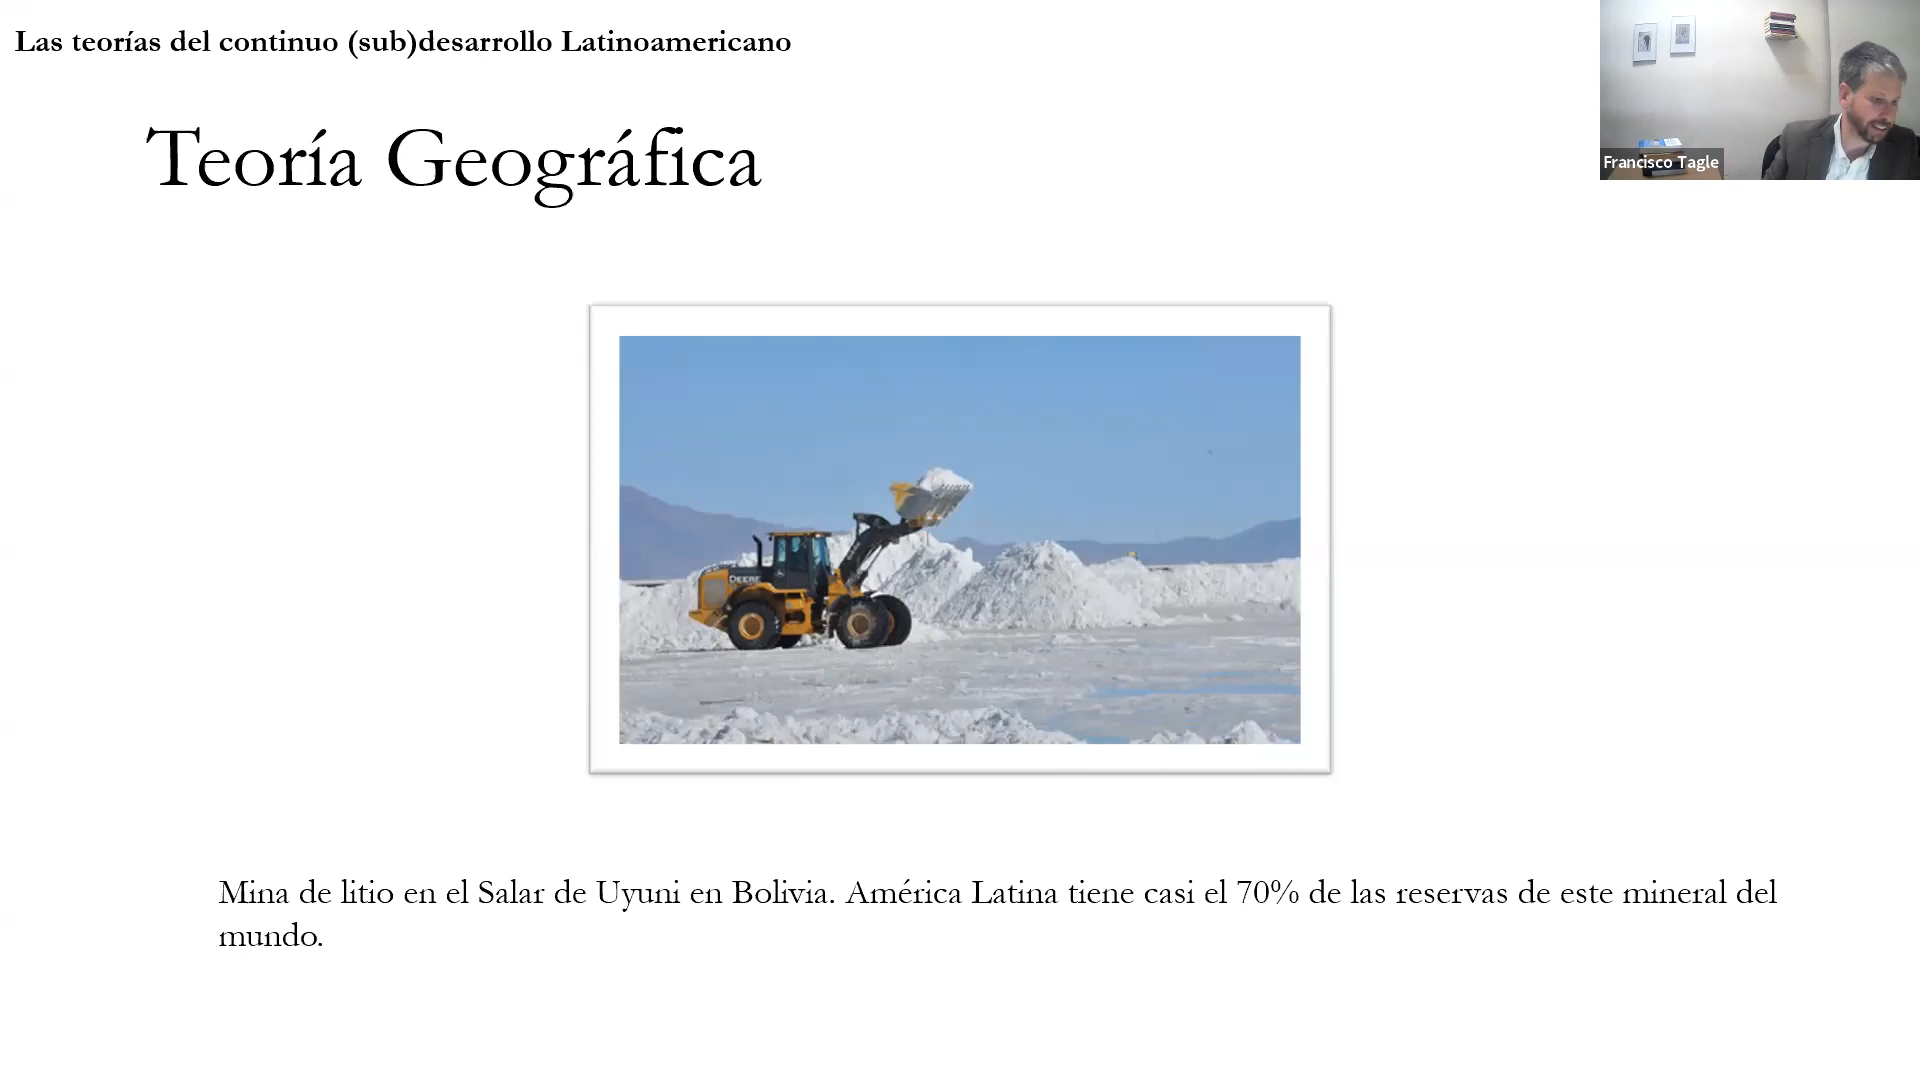 Las teorías del continuo (sub)desarrollo Latinoamericano
Teoría Geográfica
Francisco Tagle
DEERE
Mina de litio en el Salar de Uyuni en Bolivia. América Latina tiene casi el 70% de las reservas de este mineral del
mundo.